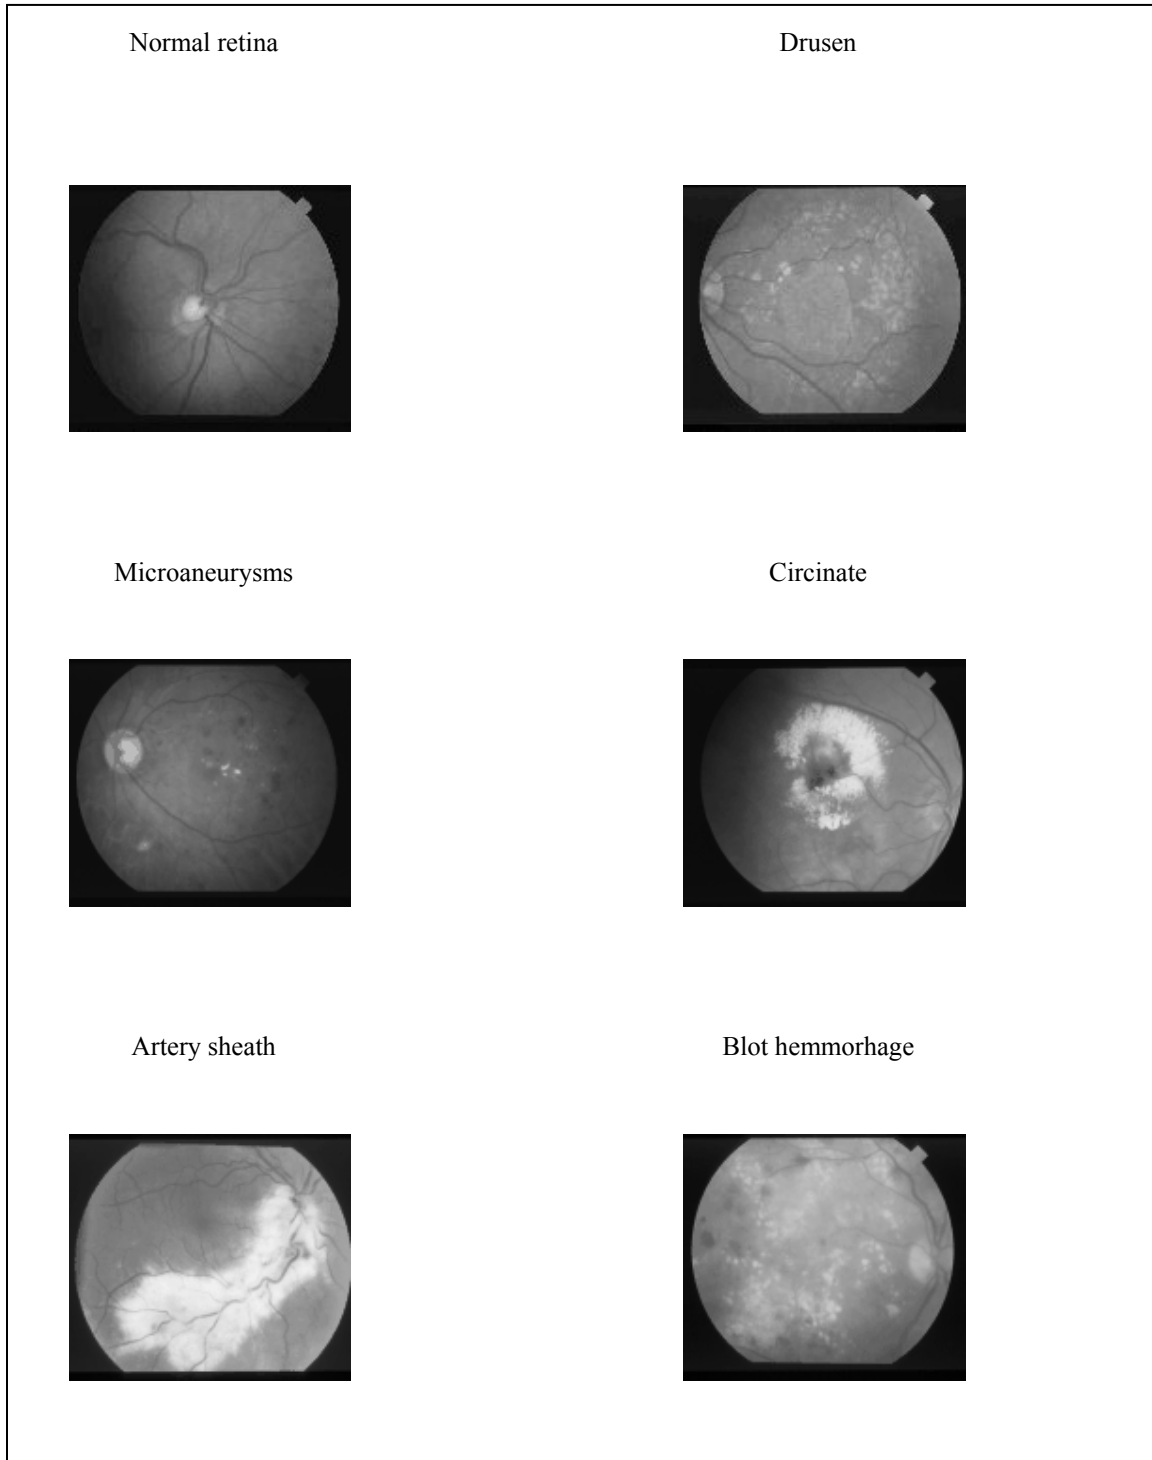 Normal retina
Drusen
Microaneurysms
Circinate
Artery sheath
Blot hemmorhage